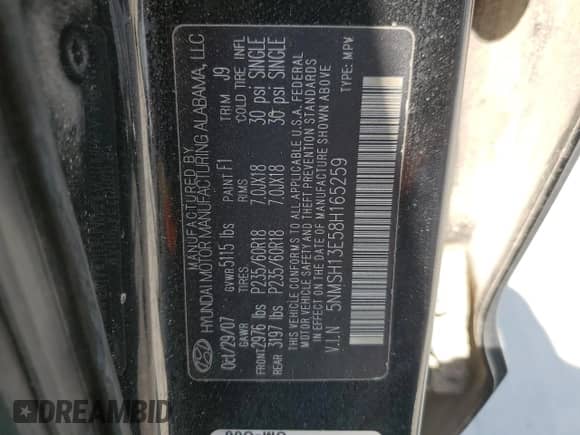 MANUFACTURED BY
HYUNDAI MOTOR MANUFACTURING ALABAMA, LLC
Oct/29/07 GVWR 5115 lbs PAINT F1 TRIM J9
GAWR TIRES RIMS COLD TIRE INFL
FRONT 2976 lbs P235/60R18 7.0JX18 30 psi SINGLE
REAR 3197 lbs P235/60R18 7.0JX18 30 psi SINGLE
THIS VEHICLE CONFORMS TO ALL APPLICABLE U.S.A. FEDERAL
MOTOR VEHICLE SAFETY AND THEFT PREVENTION STANDARDS
IN EFFECT ON THE DATE OF MANUFACTURE SHOWN ABOVE
V.I.N 5NMSH13E58H165259 TYPE: MPV
DREAMBID